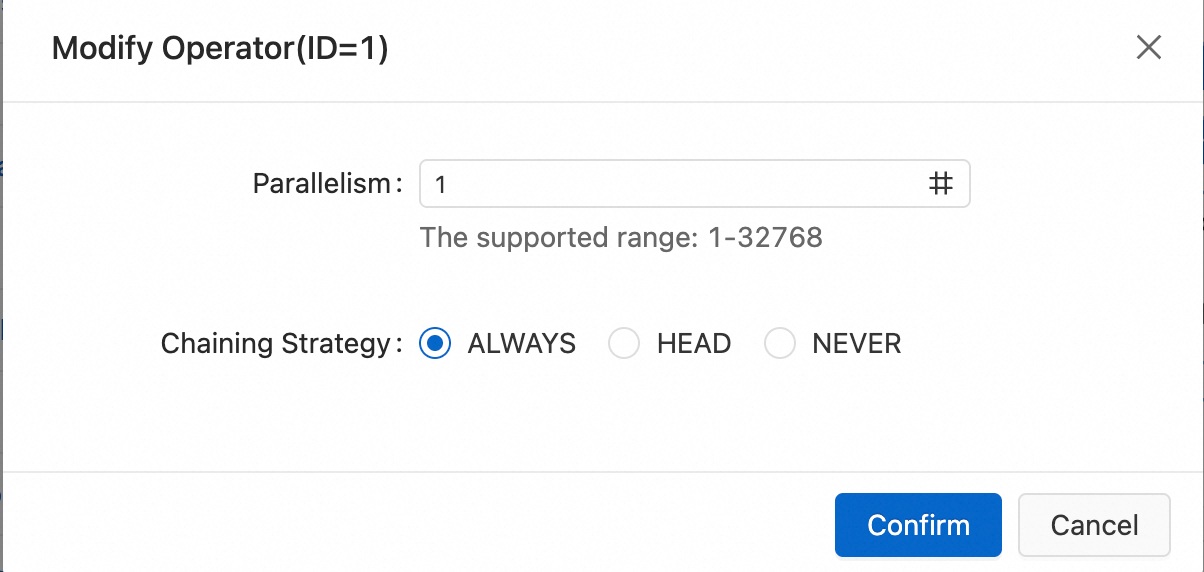 Modify Operator(ID=1)
Parallelism: 1
The supported range: 1-32768
Chaining Strategy: ALWAYS HEAD NEVER
Confirm Cancel